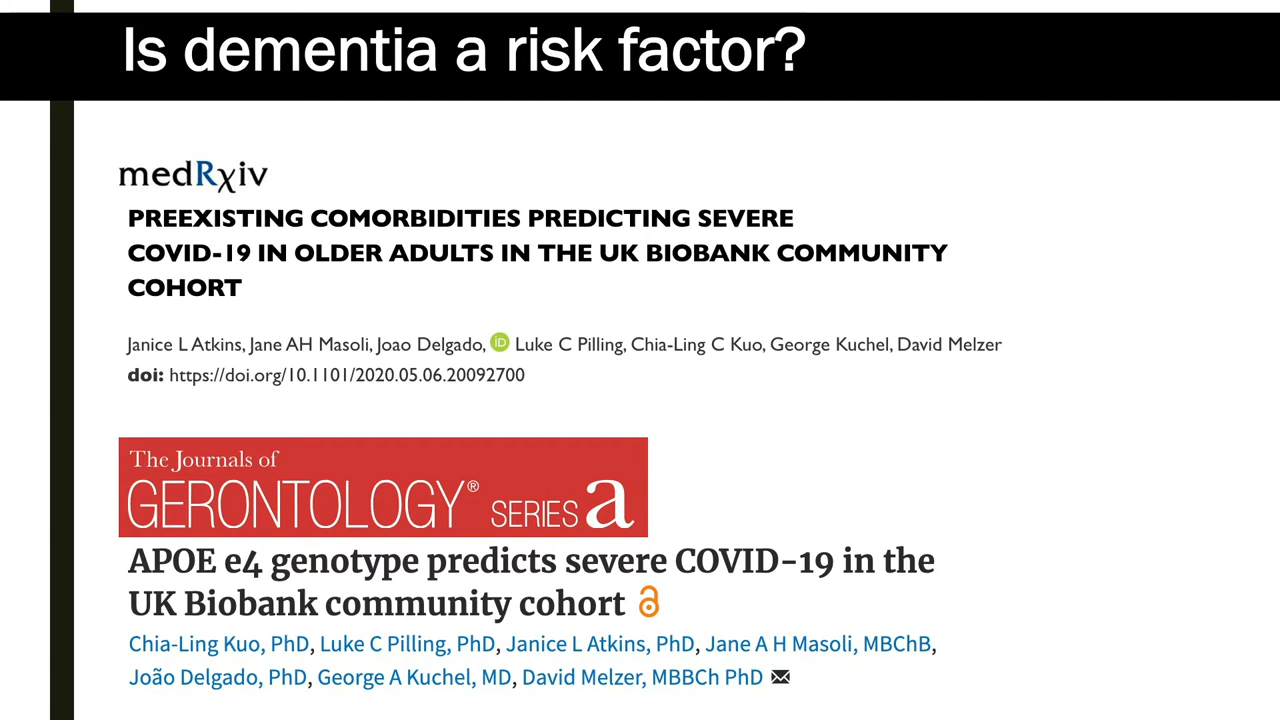 Is dementia a risk factor?
medRχiv
PREEXISTING COMORBIDITIES PREDICTING SEVERE
COVID-19 IN OLDER ADULTS IN THE UK BIOBANK COMMUNITY
COHORT
Janice L Atkins, Jane AH Masoli, Joao Delgado, iD Luke C Pilling, Chia-Ling C Kuo, George Kuchel, David Melzer
doi: https://doi.org/10.1101/2020.05.06.20092700
The Journals of
GERONTOLOGY® SERIES a
APOE e4 genotype predicts severe COVID-19 in the
UK Biobank community cohort
Chia-Ling Kuo, PhD, Luke C Pilling, PhD, Janice L Atkins, PhD, Jane A H Masoli, MBChB,
João Delgado, PhD, George A Kuchel, MD, David Melzer, MBBCh PhD